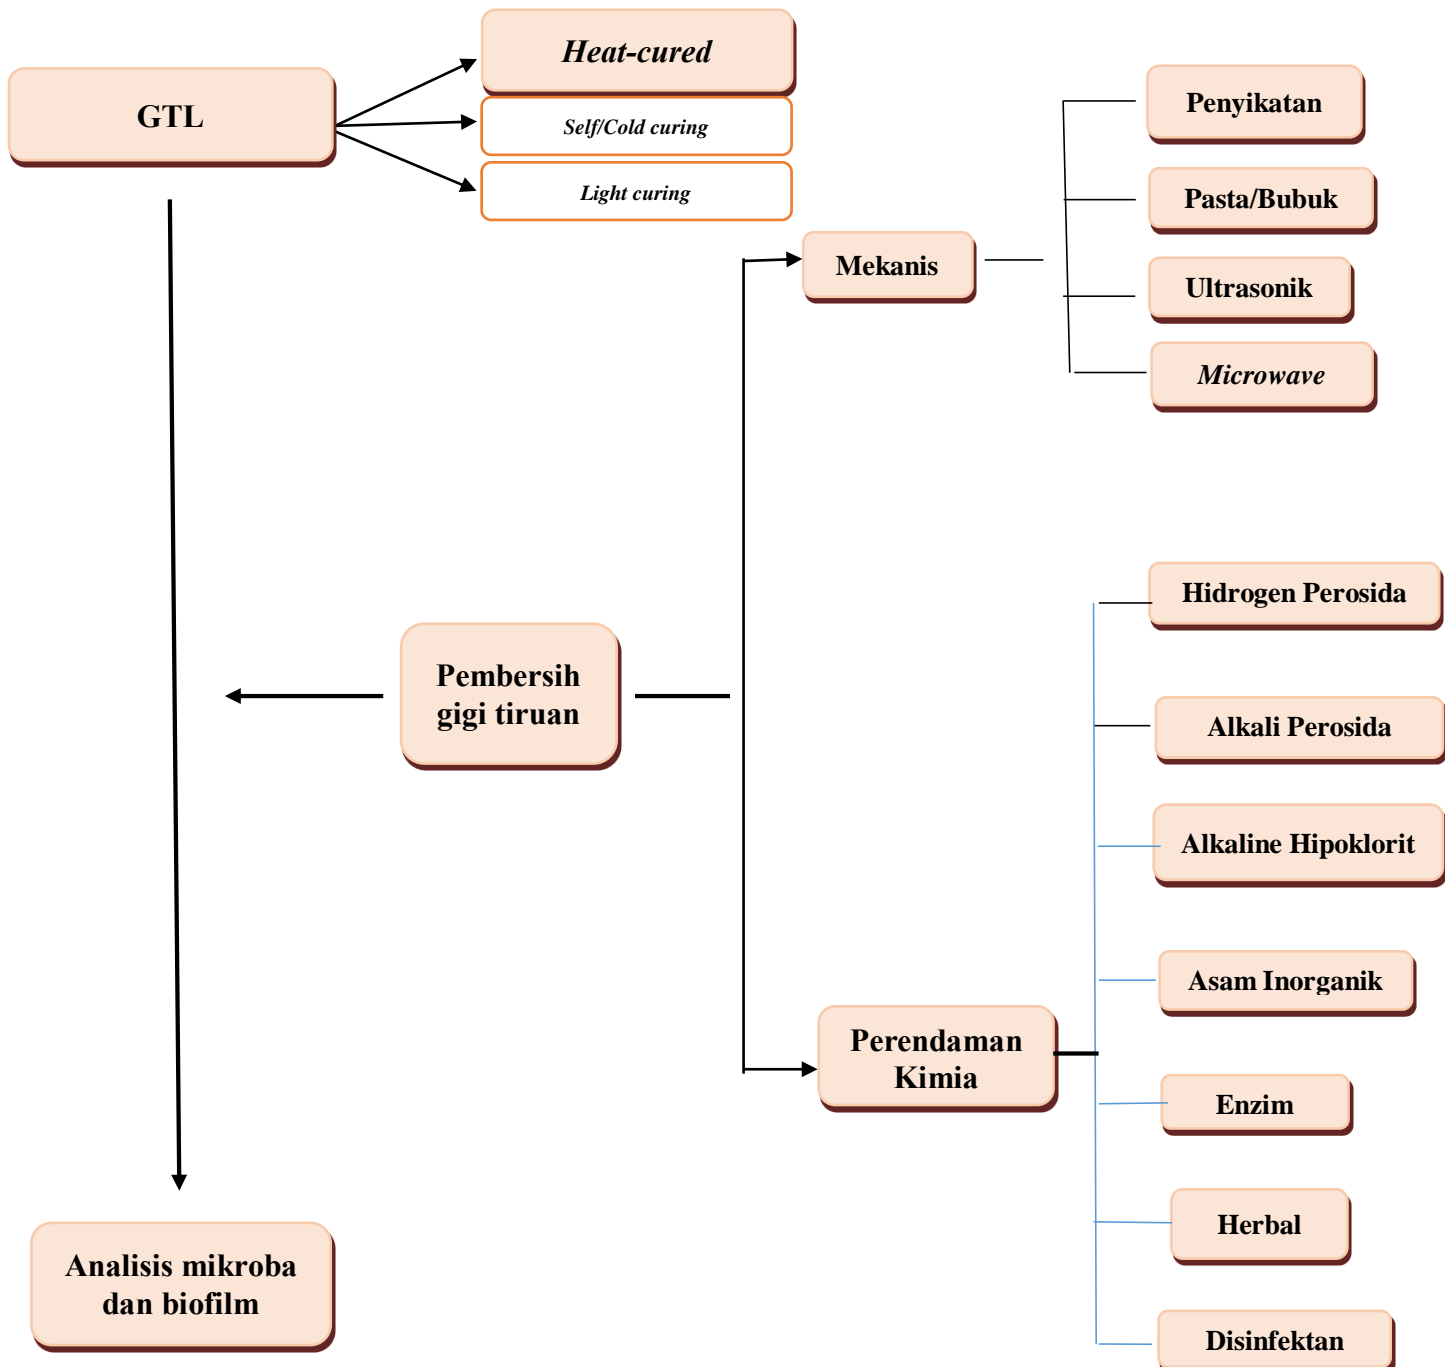 Heat-cured
GTL
Self/Cold curing
Light curing
Penyikatan
Pasta/Bubuk
Mekanis
Ultrasonik
Microwave
Hidrogen Perosida
Pembersih
gigi tiruan
Alkali Perosida
Alkaline Hipoklorit
Asam Inorganik
Perendaman
Kimia
Enzim
Herbal
Analisis mikroba
dan biofilm
Disinfektan